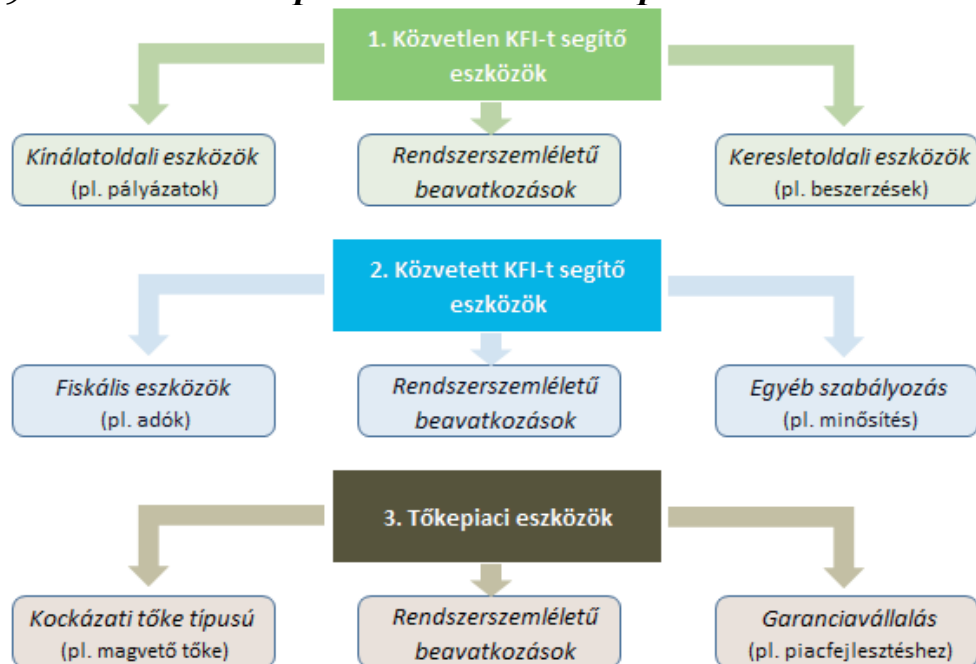 1. Közvetlen KFI-t segítő
eszközök
Kínálatoldali eszközök
(pl. pályázatok)
Rendszerszemléletű
beavatkozások
Keresletoldali eszközök
(pl. beszerzések)
2. Közvetett KFI-t segítő
eszközök
Fiskális eszközök
(pl. adók)
Rendszerszemléletű
beavatkozások
Egyéb szabályozás
(pl. minősítés)
3. Tőkepiaci eszközök
Kockázati tőke típusú
(pl. magvető tőke)
Rendszerszemléletű
beavatkozások
Garanciavállalás
(pl. piacfejlesztéshez)